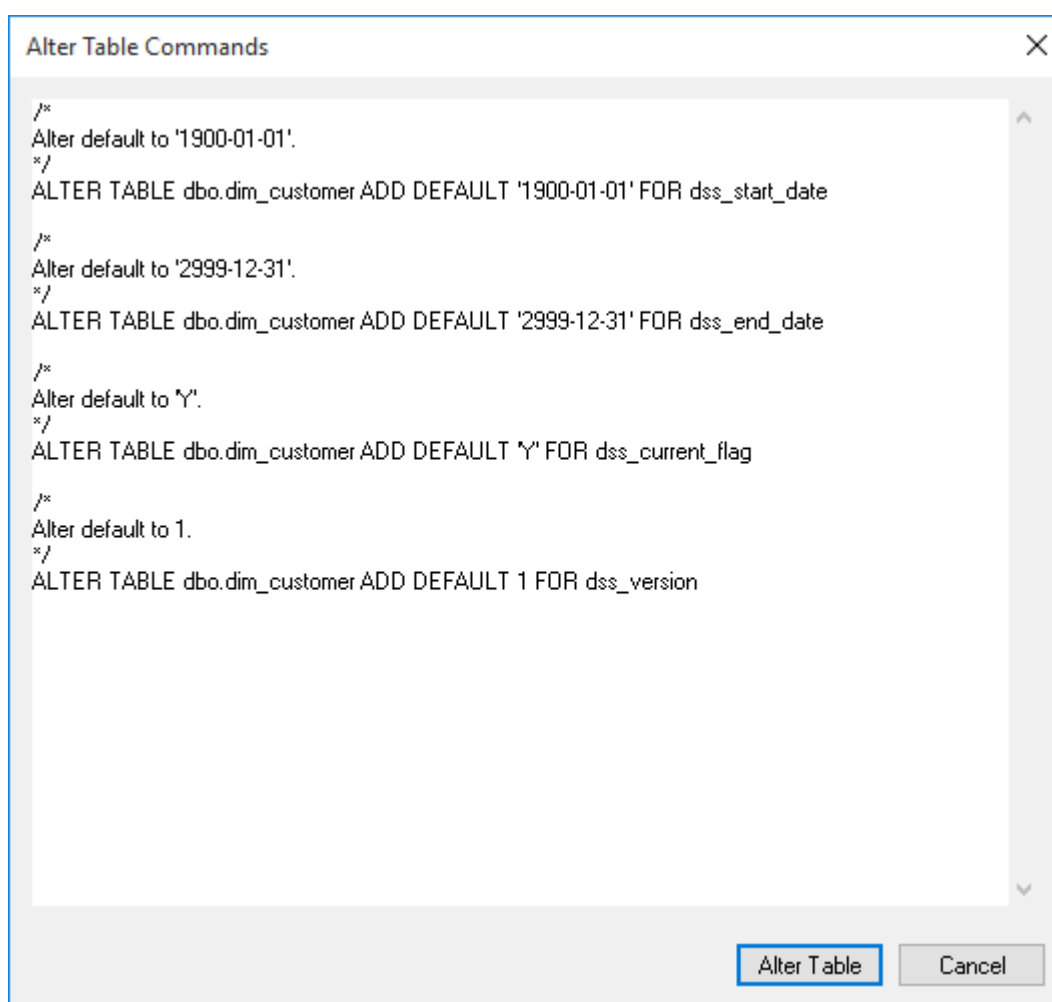 Alter Table Commands
/*
Alter default to '1900-01-01'.
*/
ALTER TABLE dbo.dim_customer ADD DEFAULT '1900-01-01' FOR dss_start_date
/*
Alter default to '2999-12-31'.
*/
ALTER TABLE dbo.dim_customer ADD DEFAULT '2999-12-31' FOR dss_end_date
/*
Alter default to 'Y'.
*/
ALTER TABLE dbo.dim_customer ADD DEFAULT 'Y' FOR dss_current_flag
/*
Alter default to 1.
*/
ALTER TABLE dbo.dim_customer ADD DEFAULT 1 FOR dss_version
Alter Table Cancel